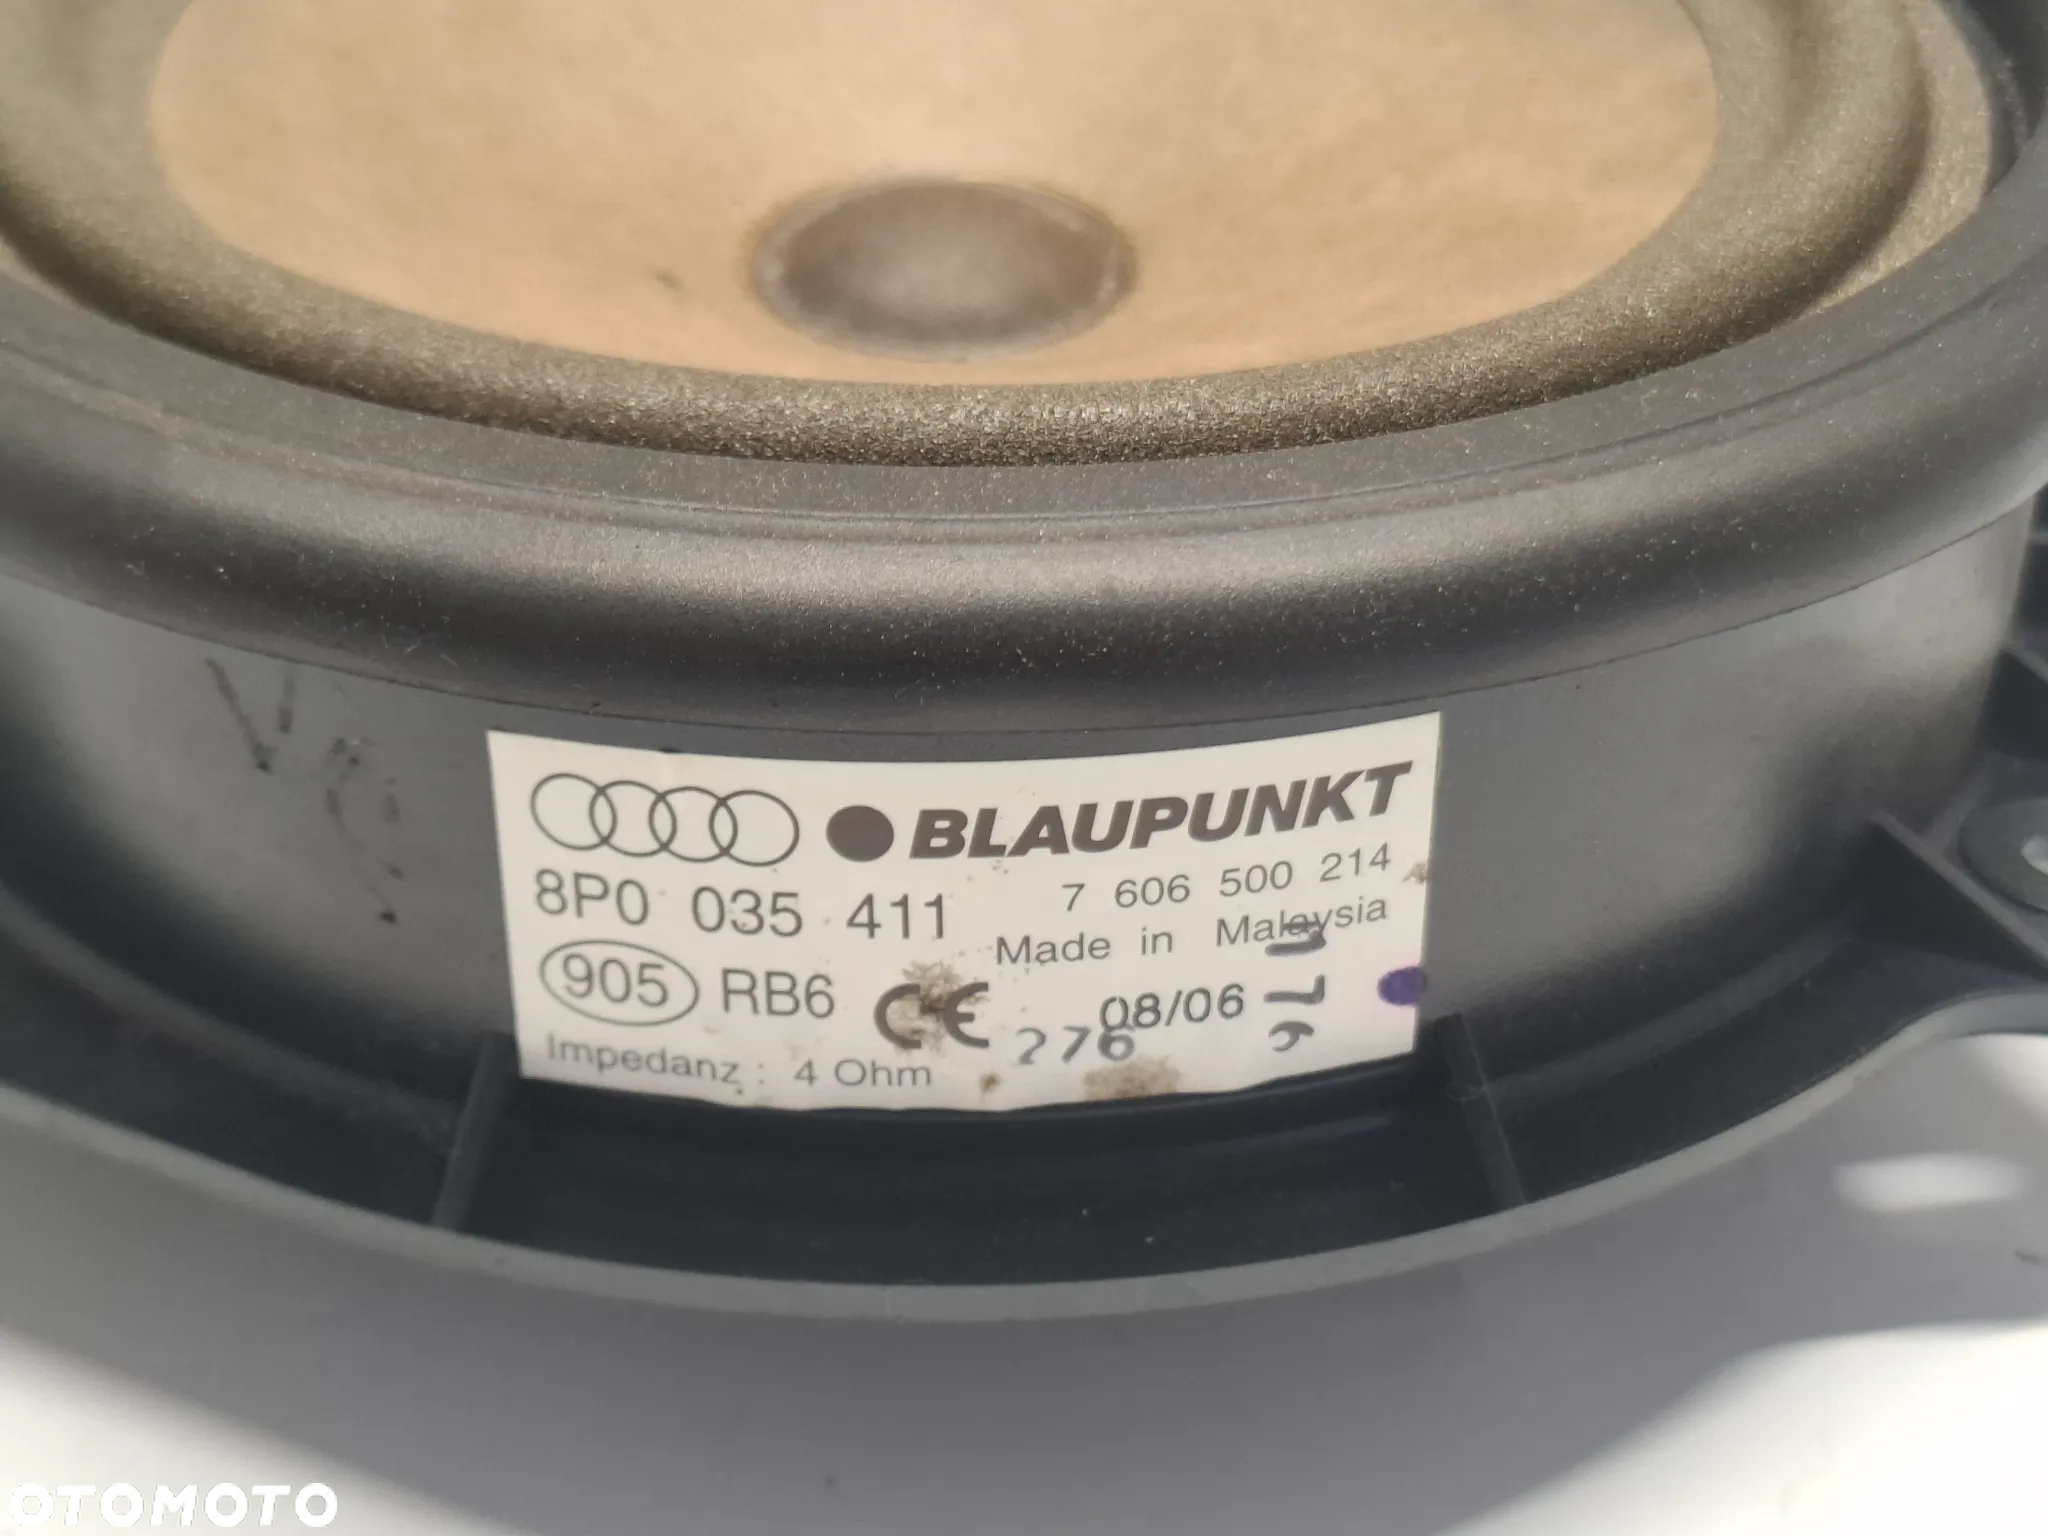 BLAUPUNKT
8P0 035 411
7 606 500 214
Made in Malaysia
905 RB6 CE 08/06
276
Impedanz : 4 Ohm
OTOMOTO